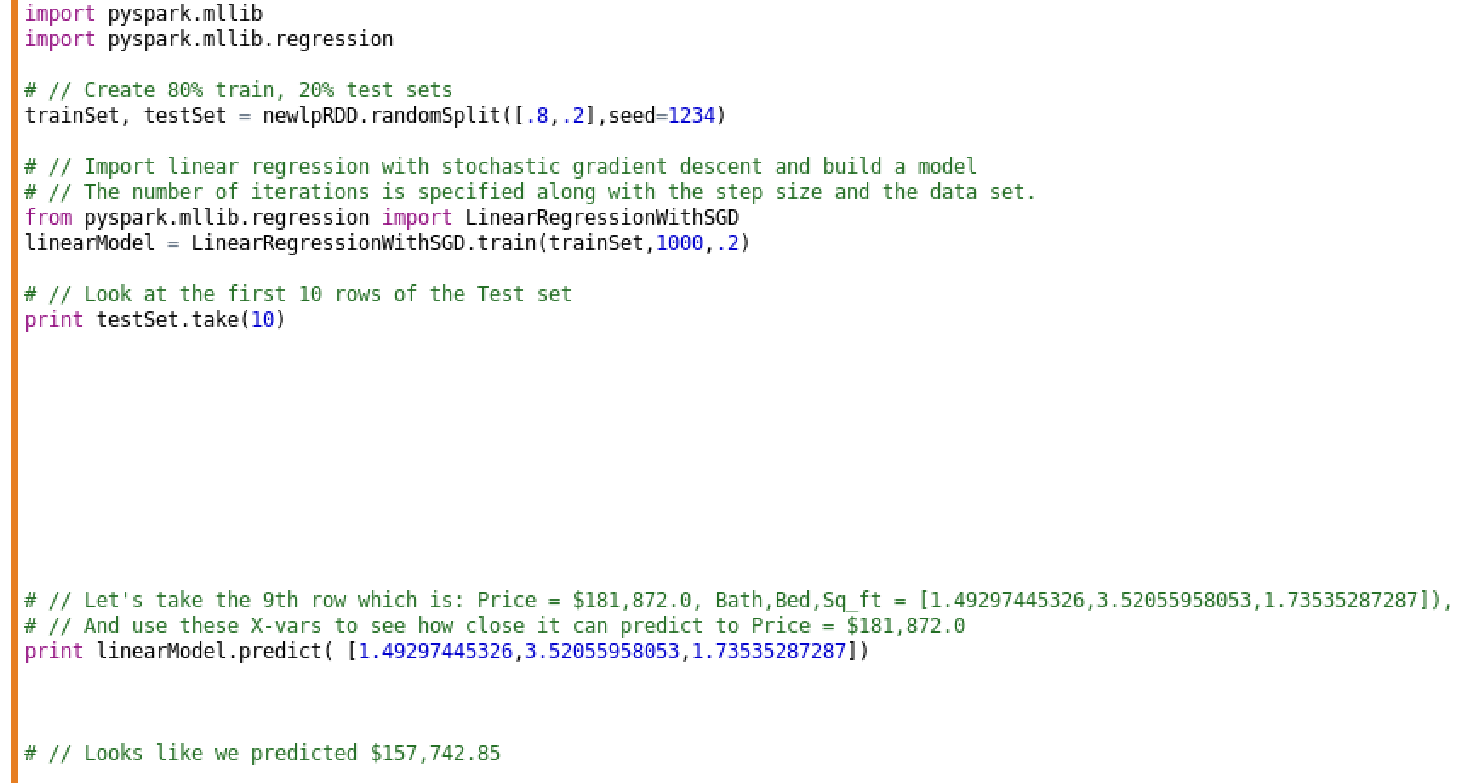 import pyspark.mllib
import pyspark.mllib.regression
# // Create 80% train, 20% test sets
trainSet, testSet = newlpRDD.randomSplit([.8,.2],seed=1234)
# // Import linear regression with stochastic gradient descent and build a model
# // The number of iterations is specified along with the step size and the data set.
from pyspark.mllib.regression import LinearRegressionWithSGD
linearModel = LinearRegressionWithSGD.train(trainSet,1000,.2)
# // Look at the first 10 rows of the Test set
print testSet.take(10)
# // Let's take the 9th row which is: Price = $181,872.0, Bath,Bed,Sq_ft = [1.49297445326,3.52055958053,1.73535287287]),
# // And use these X-vars to see how close it can predict to Price = $181,872.0
print linearModel.predict( [1.49297445326,3.52055958053,1.73535287287])
# // Looks like we predicted $157,742.85